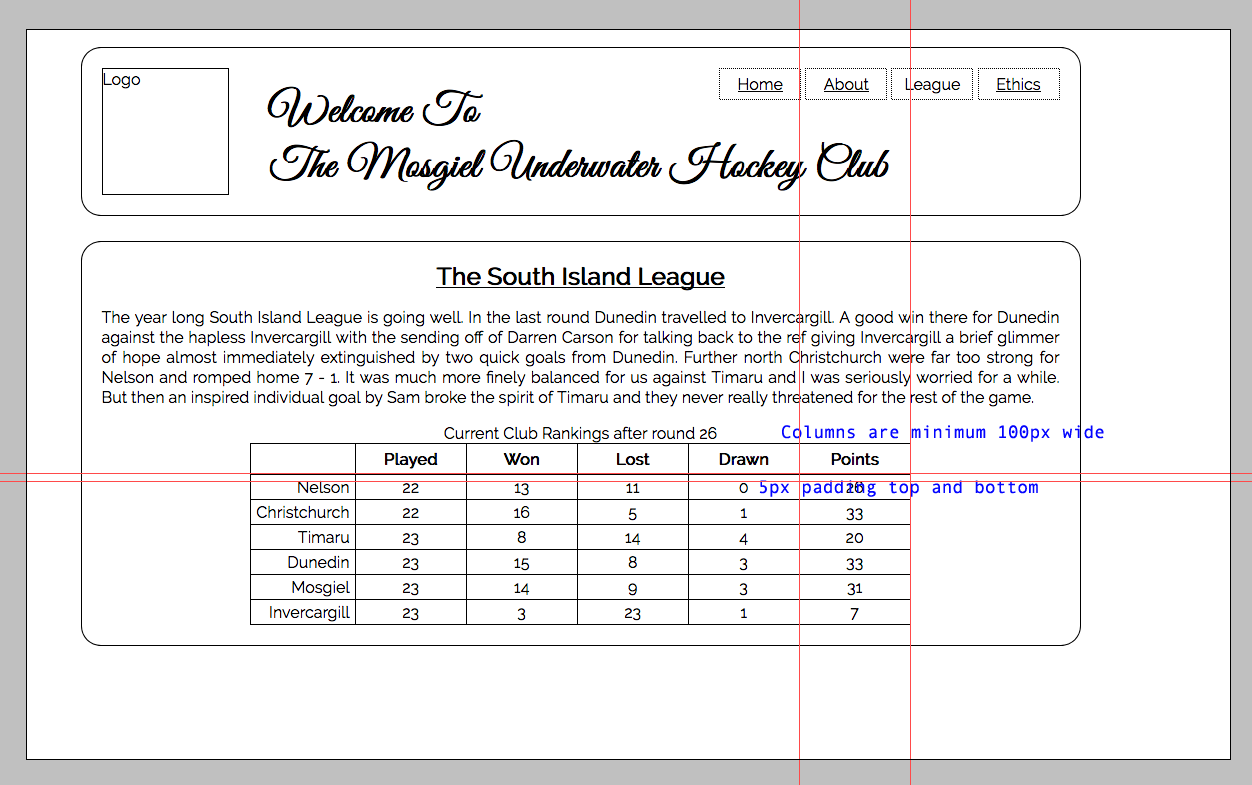 Logo
Home About League Ethics
Welcome To
The Mosgiel Underwater Hockey Club
The South Island League
The year long South Island League is going well. In the last round Dunedin travelled to Invercargill. A good win there for Dunedin
against the hapless Invercargill with the sending off of Darren Carson for talking back to the ref giving Invercargill a brief glimmer
of hope almost immediately extinguished by two quick goals from Dunedin. Further north Christchurch were far too strong for
Nelson and romped home 7 - 1. It was much more finely balanced for us against Timaru and I was seriously worried for a while.
But then an inspired individual goal by Sam broke the spirit of Timaru and they never really threatened for the rest of the game.
Current Club Rankings after round 26
Columns are minimum 100px wide
Played Won Lost Drawn Points
Nelson 22 13 11 0
5px padding top and bottom
Christchurch 22 16 5 1 33
Timaru 23 8 14 4 20
Dunedin 23 15 8 3 33
Mosgiel 23 14 9 3 31
Invercargill 23 3 23 1 7